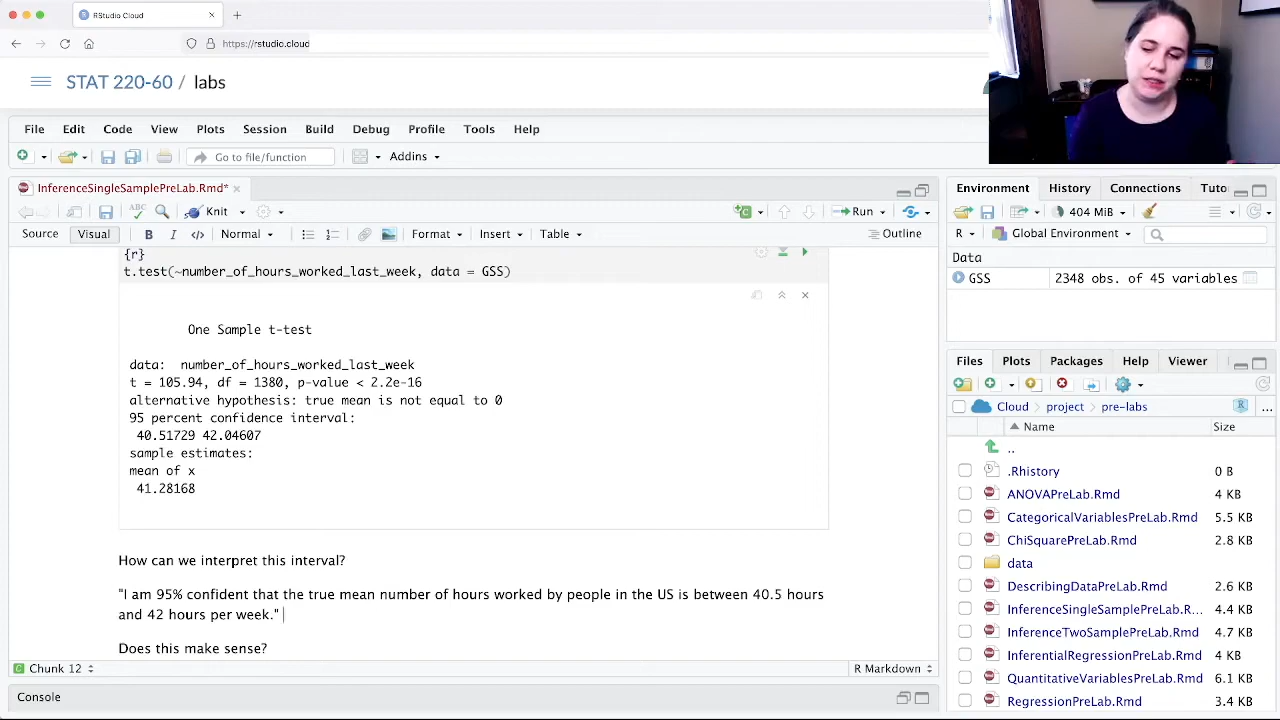 RStudio Cloud
https://rstudio.cloud
STAT 220-60 / labs
File Edit Code View Plots Session Build Debug Profile Tools Help
Go to file/function Addins
InferenceSingleSamplePreLab.Rmd*
ABC Knit Run
Source Visual B I </> Normal Format Insert Table Outline
{r}
t.test(~number_of_hours_worked_last_week, data = GSS)
One Sample t-test
data: number_of_hours_worked_last_week
t = 105.94, df = 1380, p-value < 2.2e-16
alternative hypothesis: true mean is not equal to 0
95 percent confidence interval:
40.51729 42.04607
sample estimates:
mean of x
41.28168
How can we interpret this interval?
"I am 95% confident that the true mean number of hours worked by people in the US is between 40.5 hours
and 42 hours per week."
Does this make sense?
Chunk 12 R Markdown
Console
Environment History Connections Tuto
404 MiB
R Global Environment
Data
GSS 2348 obs. of 45 variables
Files Plots Packages Help Viewer
Cloud project pre-labs ...
Name Size
..
.Rhistory 0 B
ANOVAPreLab.Rmd 4 KB
CategoricalVariablesPreLab.Rmd 5.5 KB
ChiSquarePreLab.Rmd 2.8 KB
data
DescribingDataPreLab.Rmd 2.6 KB
InferenceSingleSamplePreLab.R... 4.4 KB
InferenceTwoSamplePreLab.Rmd 4.7 KB
InferentialRegressionPreLab.Rmd 4 KB
QuantitativeVariablesPreLab.Rmd 6.1 KB
RegressionPreLab.Rmd 3.4 KB